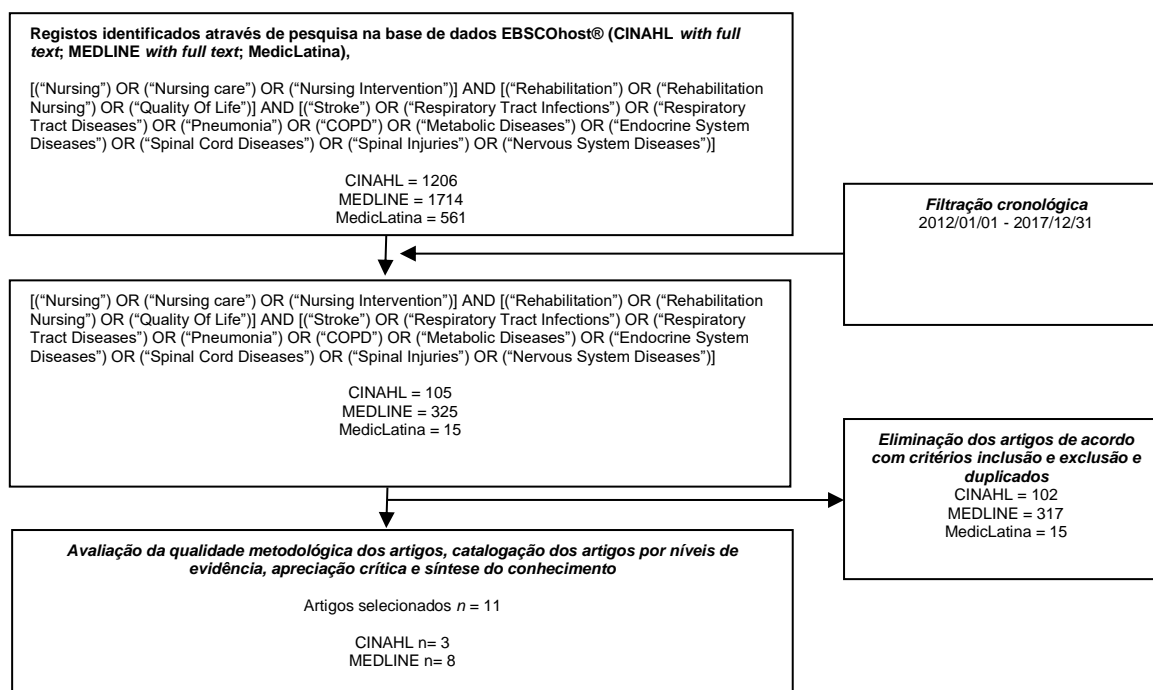 Registos identificados através de pesquisa na base de dados EBSCOhost® (CINAHL with full
text; MEDLINE with full text; MedicLatina),
[(“Nursing”) OR (“Nursing care”) OR (“Nursing Intervention”)] AND [(“Rehabilitation”) OR (“Rehabilitation
Nursing”) OR (“Quality Of Life”)] AND [(“Stroke”) OR (“Respiratory Tract Infections”) OR (“Respiratory
Tract Diseases”) OR (“Pneumonia”) OR (“COPD”) OR (“Metabolic Diseases”) OR (“Endocrine System
Diseases”) OR (“Spinal Cord Diseases”) OR (“Spinal Injuries”) OR (“Nervous System Diseases”)]
CINAHL = 1206
MEDLINE = 1714
MedicLatina = 561
Filtração cronológica
2012/01/01 - 2017/12/31
[(“Nursing”) OR (“Nursing care”) OR (“Nursing Intervention”)] AND [(“Rehabilitation”) OR (“Rehabilitation
Nursing”) OR (“Quality Of Life”)] AND [(“Stroke”) OR (“Respiratory Tract Infections”) OR (“Respiratory
Tract Diseases”) OR (“Pneumonia”) OR (“COPD”) OR (“Metabolic Diseases”) OR (“Endocrine System
Diseases”) OR (“Spinal Cord Diseases”) OR (“Spinal Injuries”) OR (“Nervous System Diseases”)]
CINAHL = 105
MEDLINE = 325
MedicLatina = 15
Eliminação dos artigos de acordo
com critérios inclusão e exclusão e
duplicados
CINAHL = 102
MEDLINE = 317
MedicLatina = 15
Avaliação da qualidade metodológica dos artigos, catalogação dos artigos por níveis de
evidência, apreciação crítica e síntese do conhecimento
Artigos selecionados n = 11
CINAHL n= 3
MEDLINE n= 8